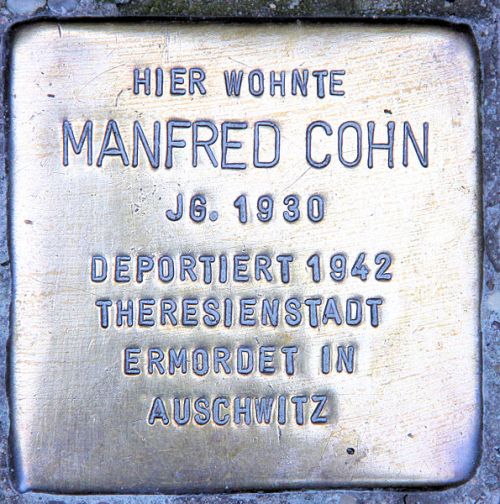 HIER WOHNTE
MANFRED COHN
JG. 1930
DEPORTIERT 1942
THERESIENSTADT
ERMORDET IN
AUSCHWITZ